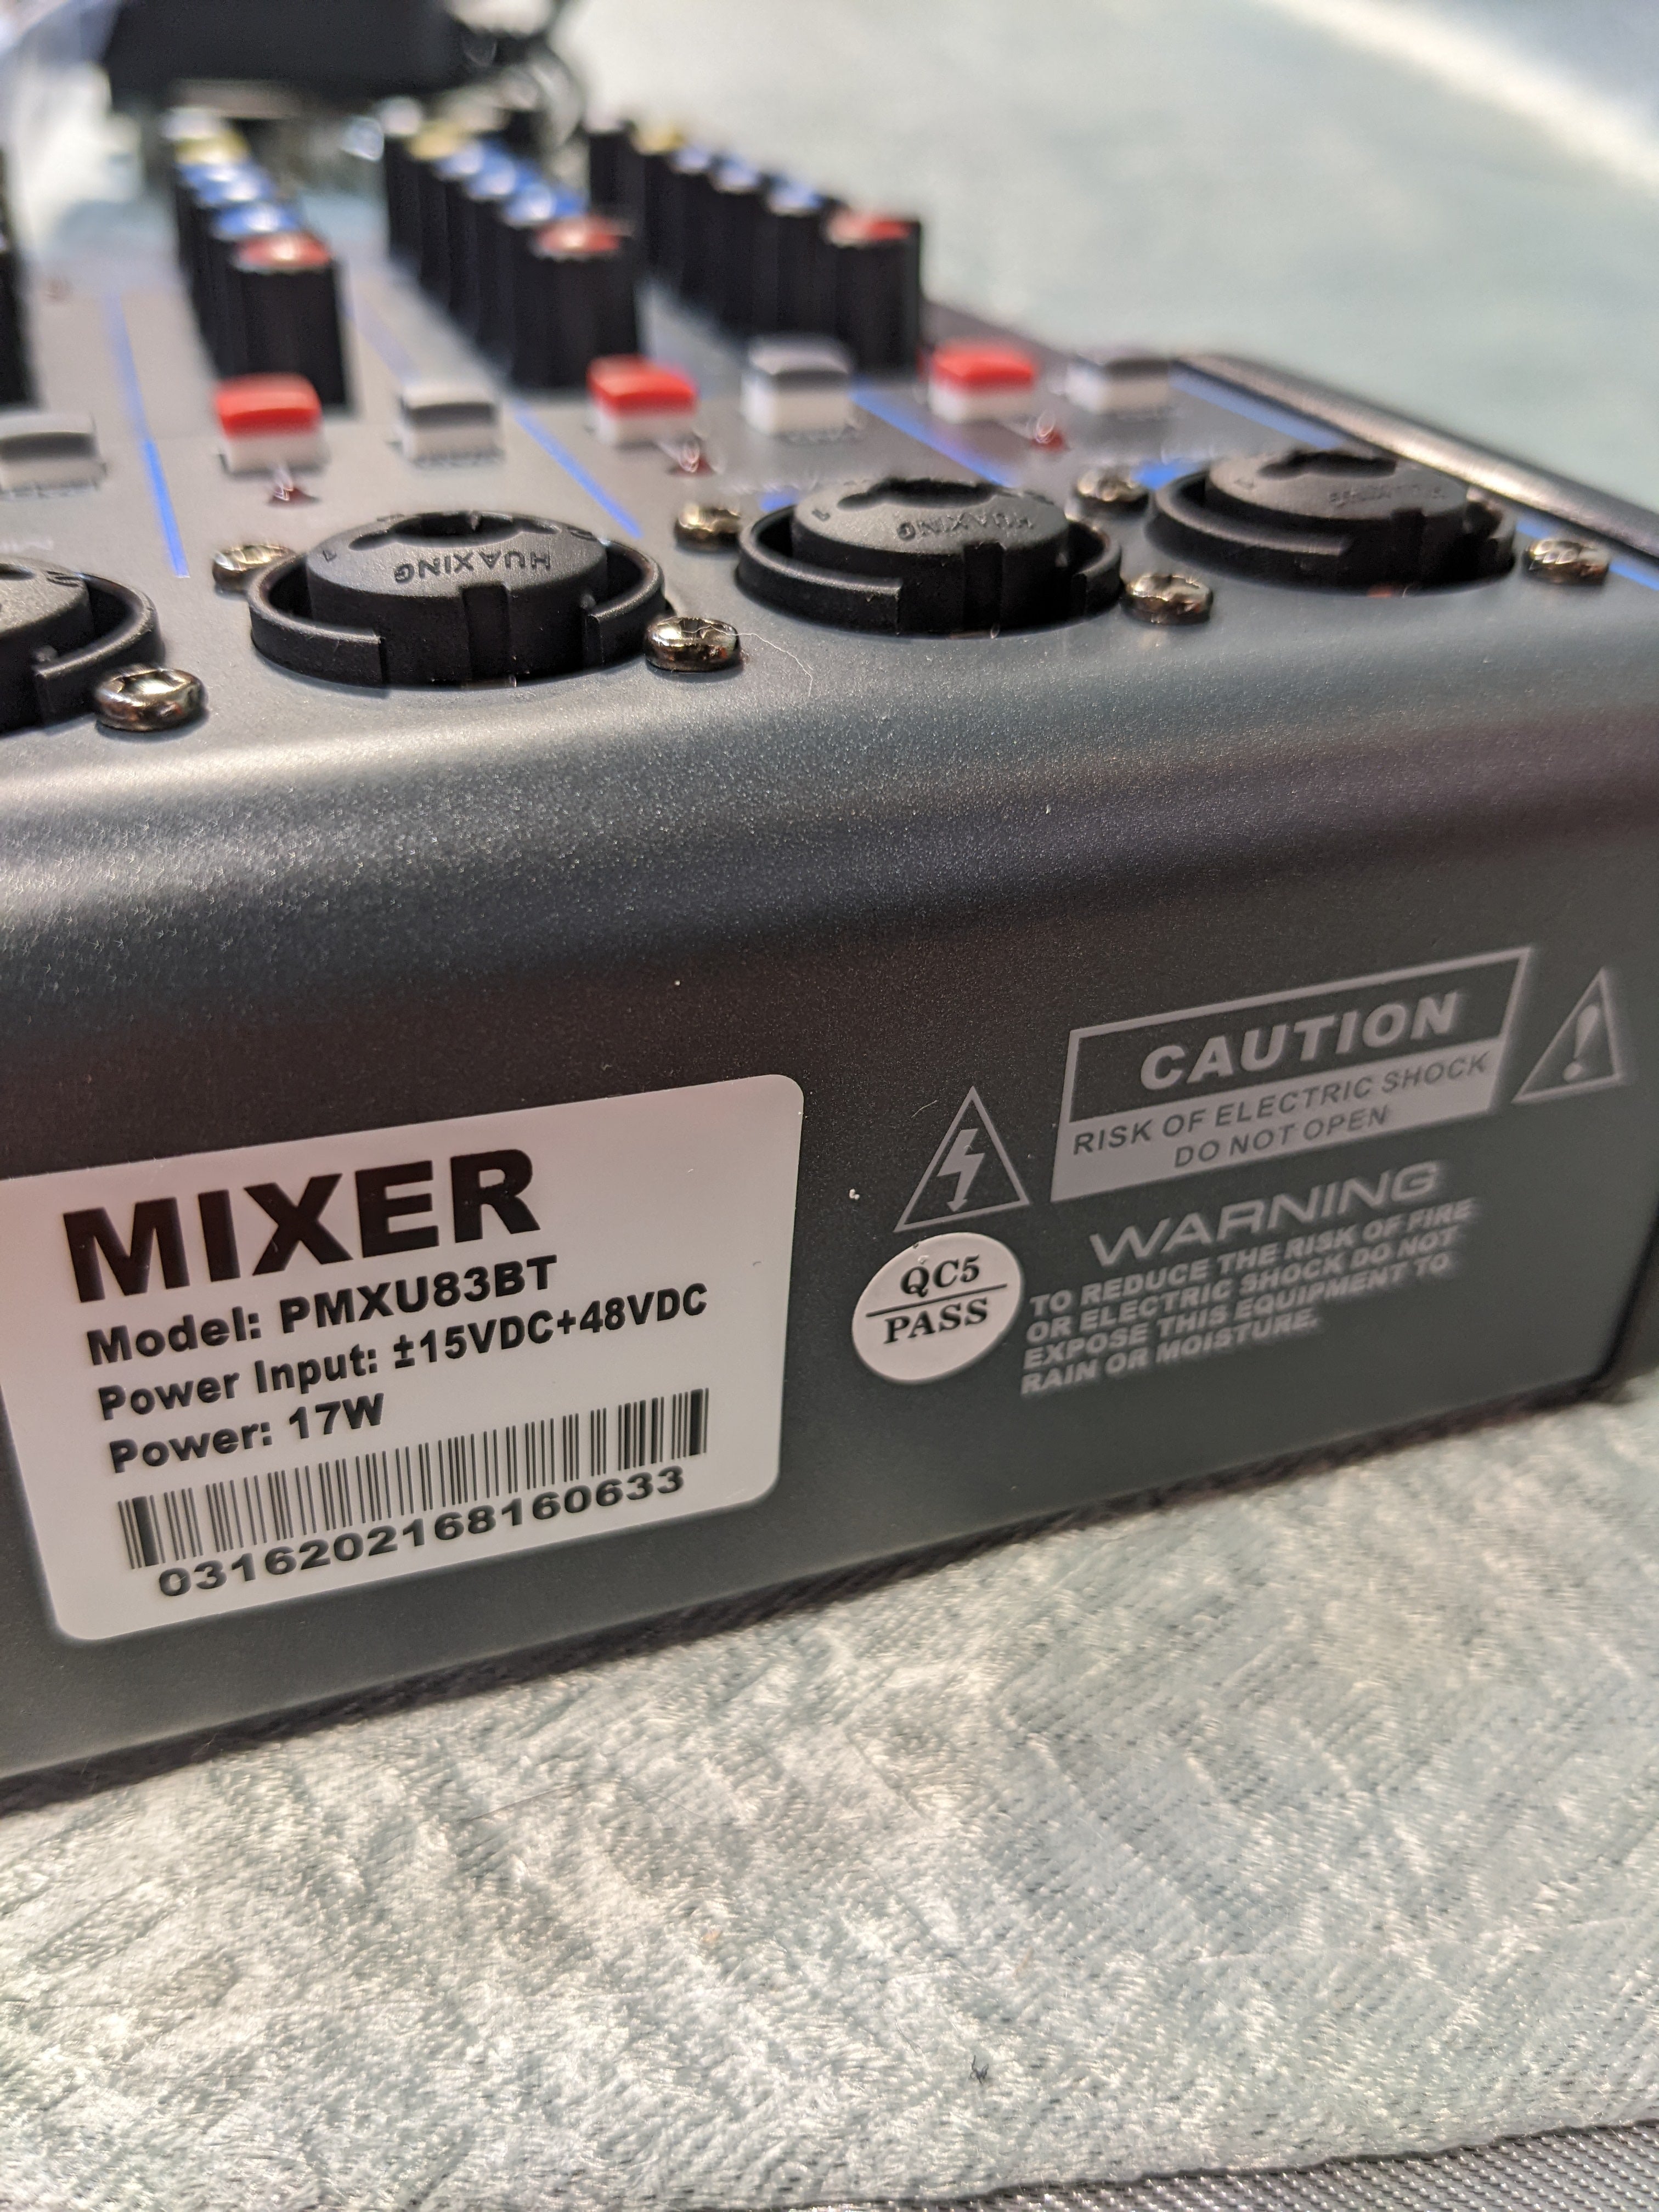 HUAXING
HUAXING
MIXER
Model: PMXU83BT
Power Input: ±15VDC+48VDC
Power: 17W
0316202168160633
CAUTION
RISK OF ELECTRIC SHOCK
DO NOT OPEN
QC5
PASS
WARNING
TO REDUCE THE RISK OF FIRE
OR ELECTRIC SHOCK DO NOT
EXPOSE THIS EQUIPMENT TO
RAIN OR MOISTURE.